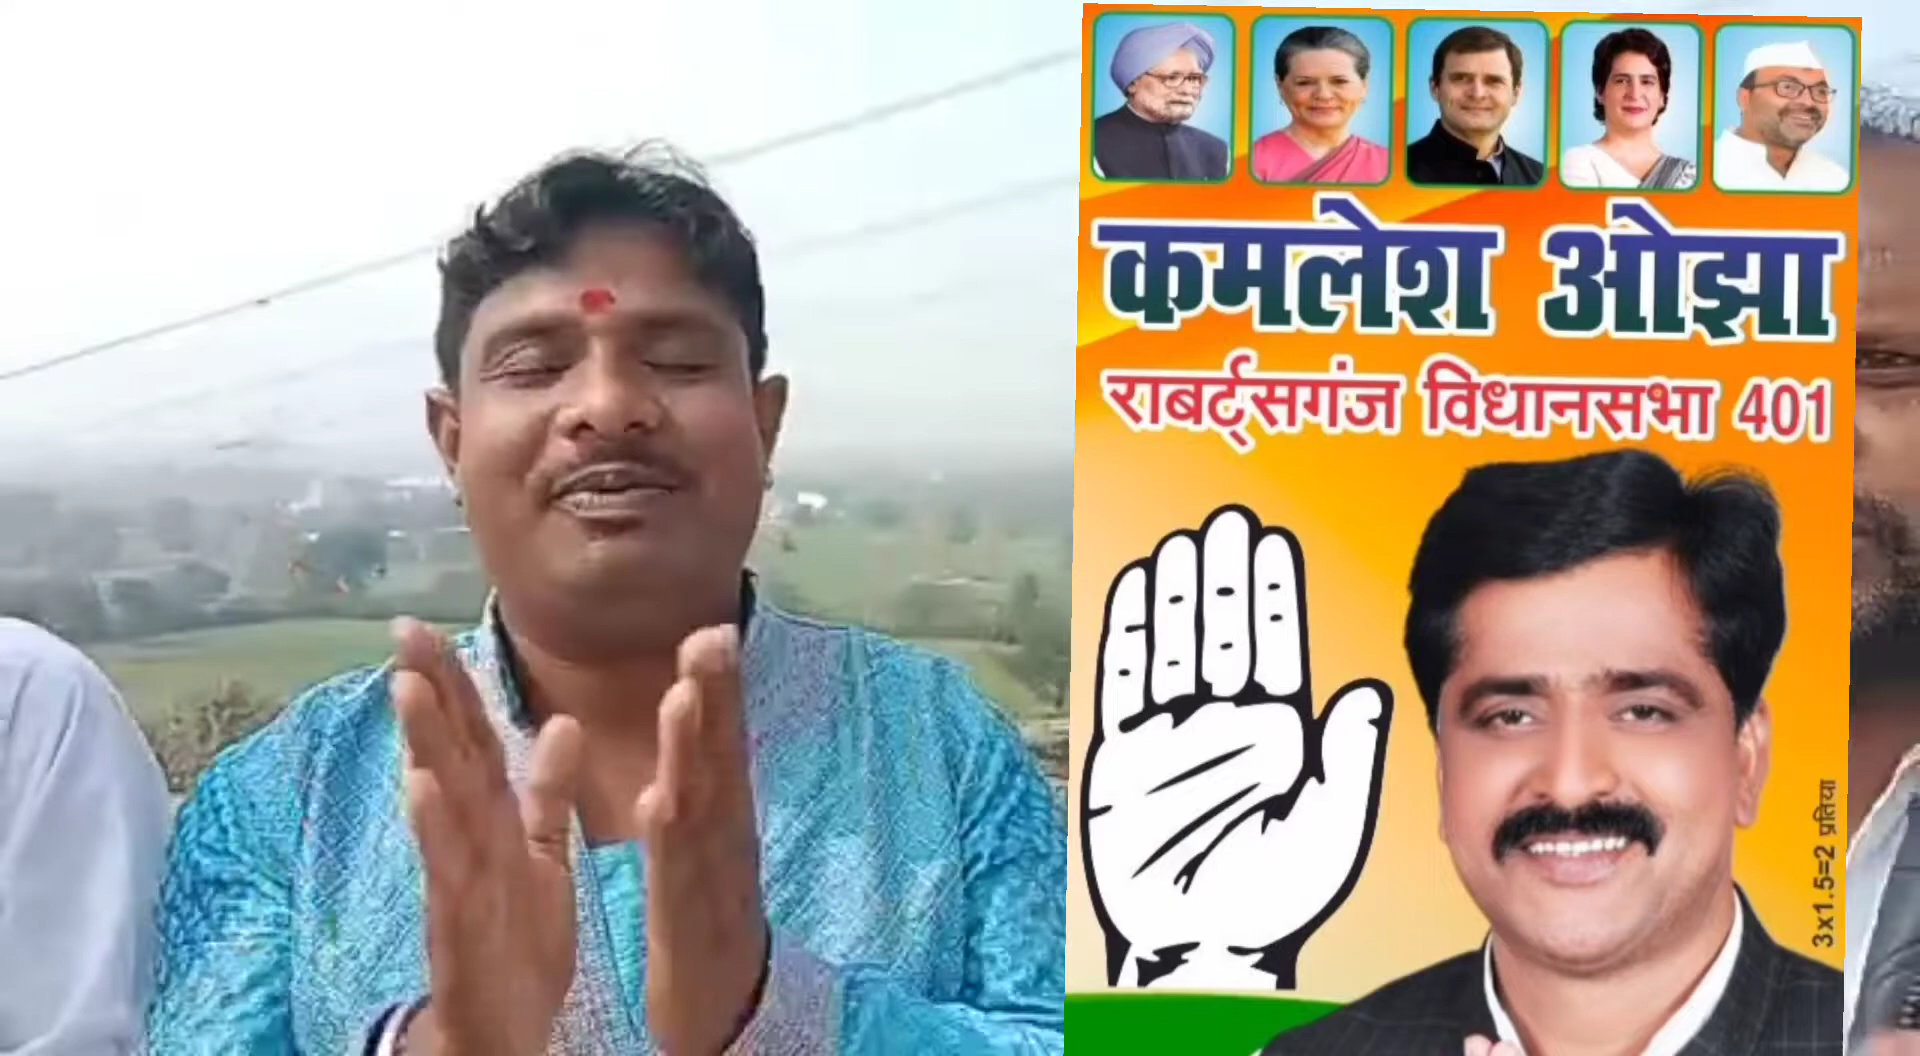 कमलेश ओझा
राबर्ट्सगंज विधानसभा 401
3x1.5=2 प्रतिया